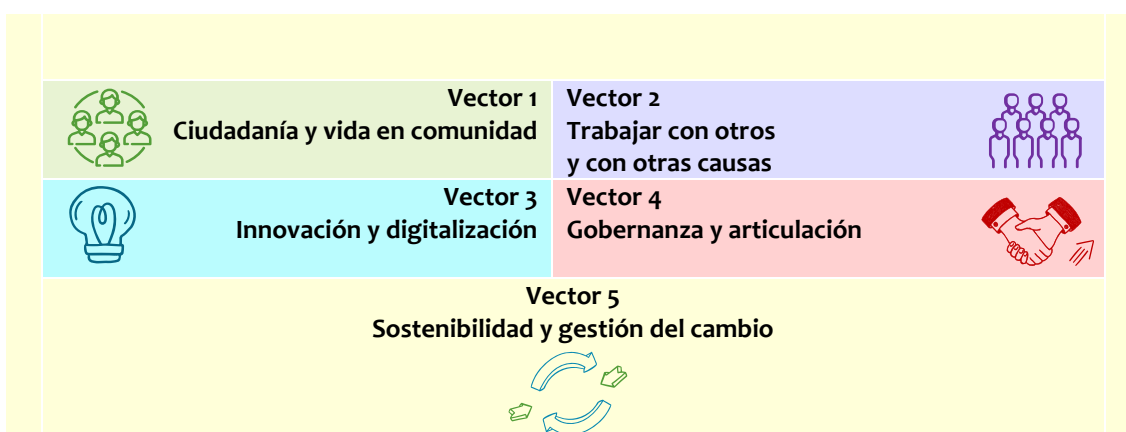 Vector 1
Ciudadanía y vida en comunidad
Vector 2
Trabajar con otros
y con otras causas
Vector 3
Innovación y digitalización
Vector 4
Gobernanza y articulación
Vector 5
Sostenibilidad y gestión del cambio